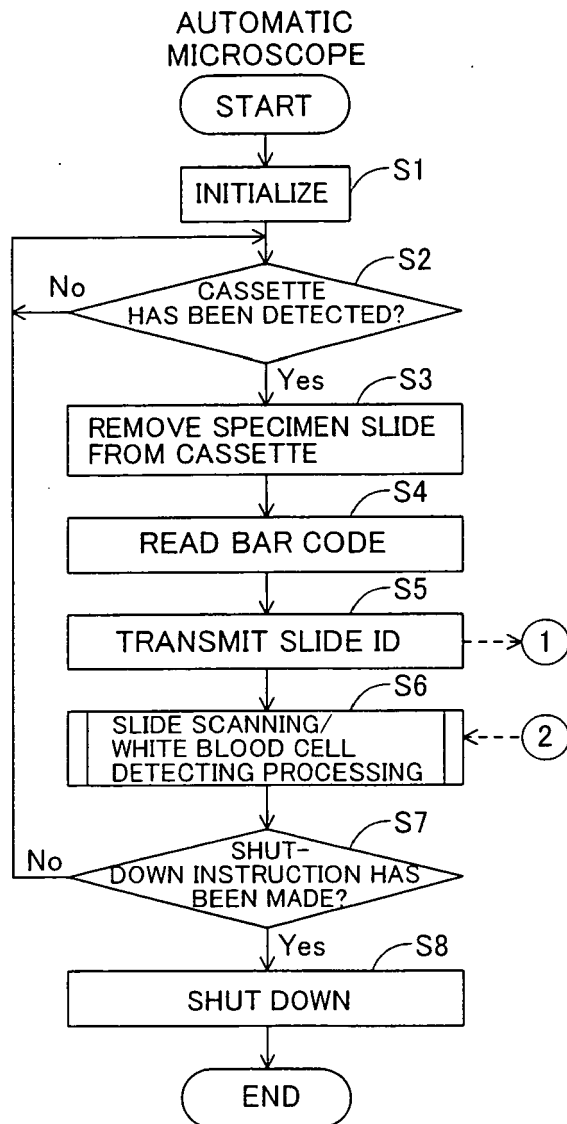 AUTOMATIC
MICROSCOPE
START
INITIALIZE
S1
S2
No
CASSETTE
HAS BEEN DETECTED?
Yes
S3
REMOVE SPECIMEN SLIDE
FROM CASSETTE
S4
READ BAR CODE
S5
TRANSMIT SLIDE ID
1
S6
SLIDE SCANNING/
WHITE BLOOD CELL
DETECTING PROCESSING
2
S7
No
SHUT-
DOWN INSTRUCTION HAS
BEEN MADE?
Yes
S8
SHUT DOWN
END